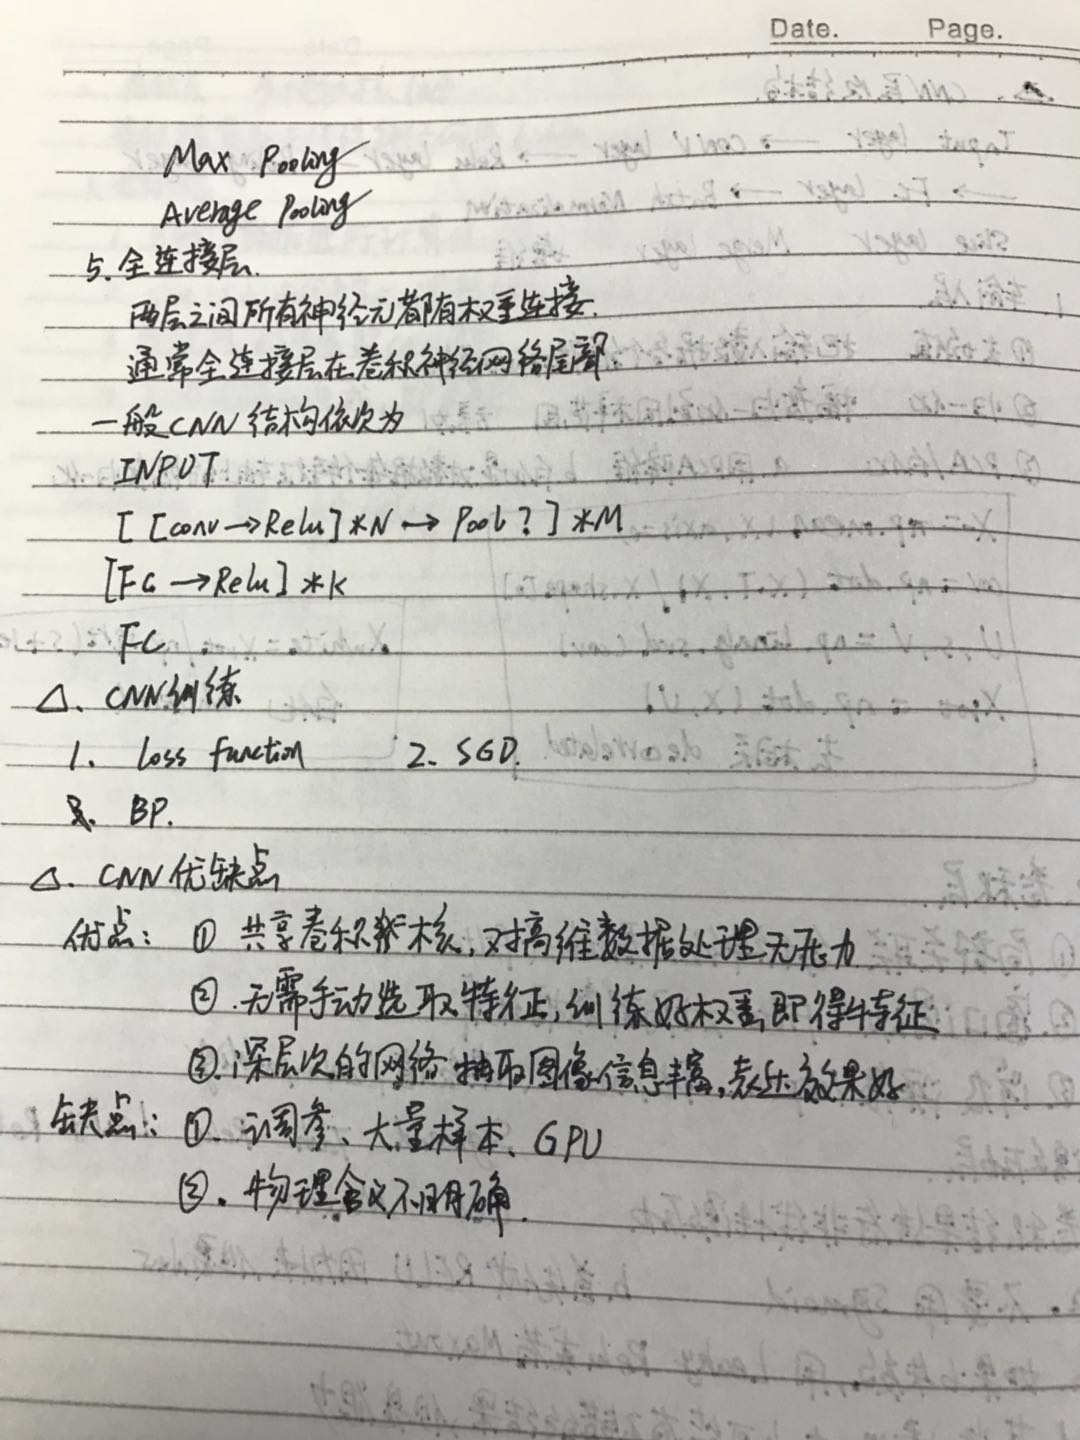 Date. Page.
Max Pooling
Average Pooling
5. 全连接层.
两层之间所有神经元都有权重连接.
通常全连接层在卷积神经网络尾部
一般CNN结构依次为
INPUT
[ [conv→Relu]*N → Pool? ]*M
[FC→Relu]*K
FC
△. CNN训练
1. Loss function 2. SGD.
3. BP.
△. CNN优缺点
优点: ① 共享卷积核, 对高维数据处理无压力
②. 无需手动选取特征, 训练好权重, 即得特征
③. 深层次的网络 抽取图像信息丰富, 表达效果好
缺点: ①. 调参、大量样本、GPU
②. 物理含义不明确.